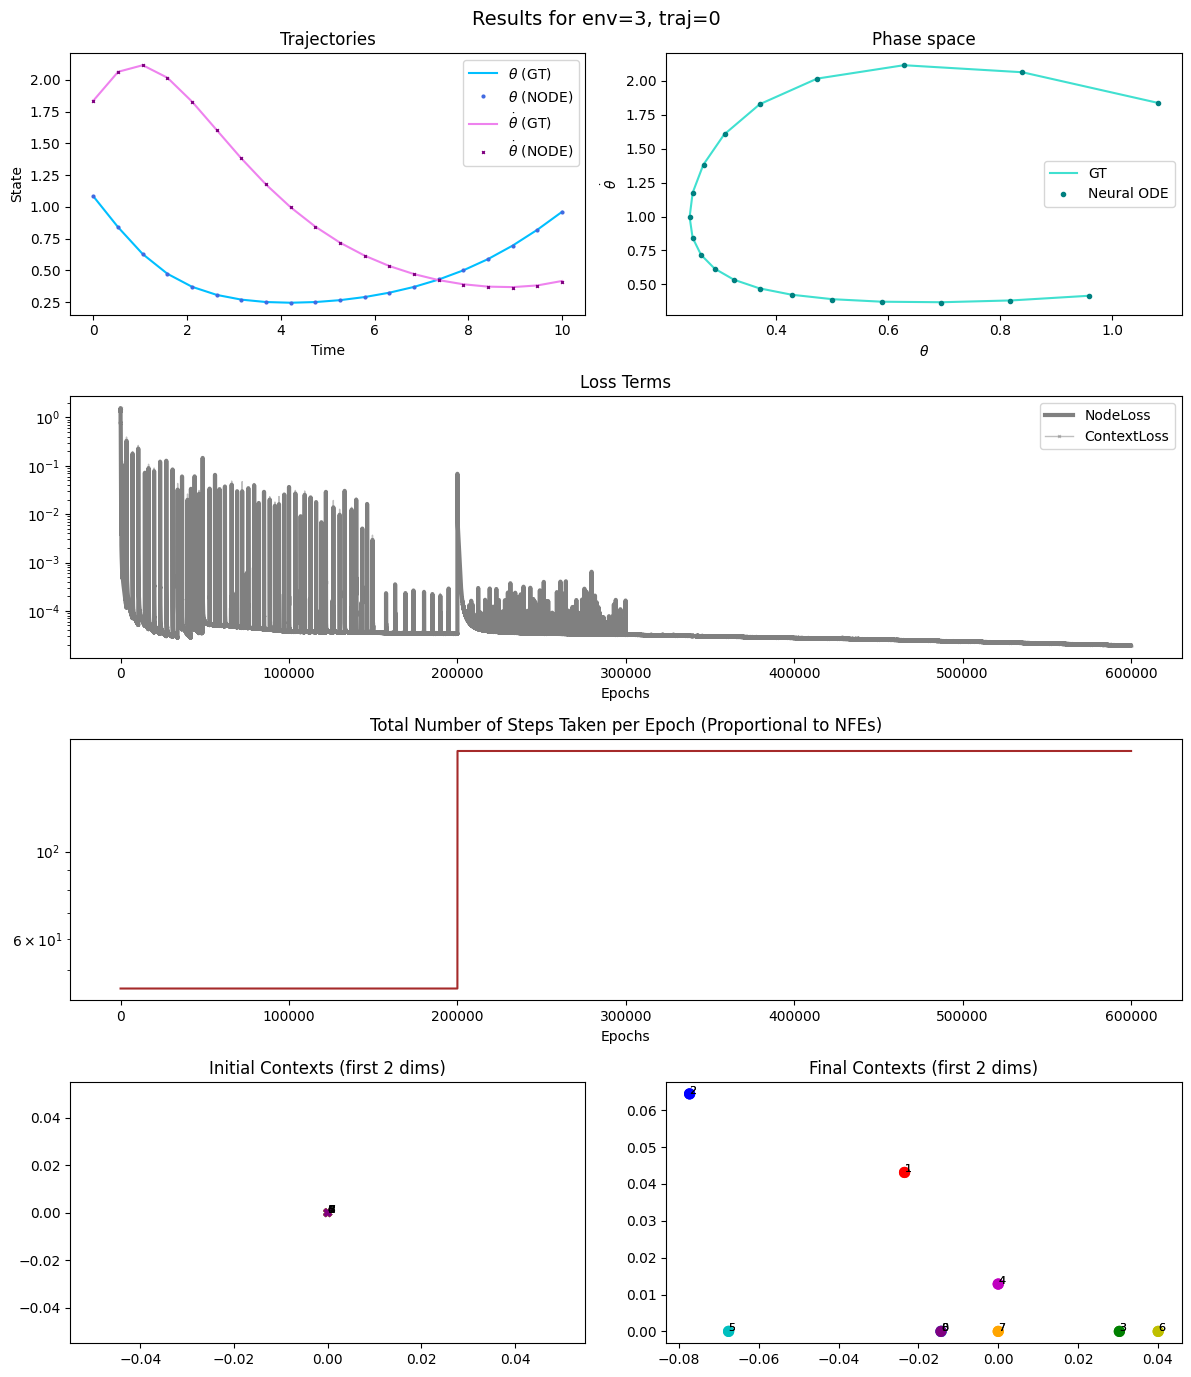 Results for env=3, traj=0
Trajectories
State
2.00
1.75
1.50
1.25
1.00
0.75
0.50
0.25
θ (GT)
θ (NODE)
θ̇ (GT)
θ̇ (NODE)
0 2 4 6 8 10
Time
Phase space
θ̇
2.00
1.75
1.50
1.25
1.00
0.75
0.50
GT
Neural ODE
0.4 0.6 0.8 1.0
θ
Loss Terms
10⁰
10⁻¹
10⁻²
10⁻³
10⁻⁴
NodeLoss
ContextLoss
0 100000 200000 300000 400000 500000 600000
Epochs
Total Number of Steps Taken per Epoch (Proportional to NFEs)
10²
6 × 10¹
0 100000 200000 300000 400000 500000 600000
Epochs
Initial Contexts (first 2 dims)
0.04
0.02
0.00
−0.02
−0.04
−0.04 −0.02 0.00 0.02 0.04
Final Contexts (first 2 dims)
0.06
0.05
0.04
0.03
0.02
0.01
0.00
2
1
4
5
7
3
6
−0.08 −0.06 −0.04 −0.02 0.00 0.02 0.04